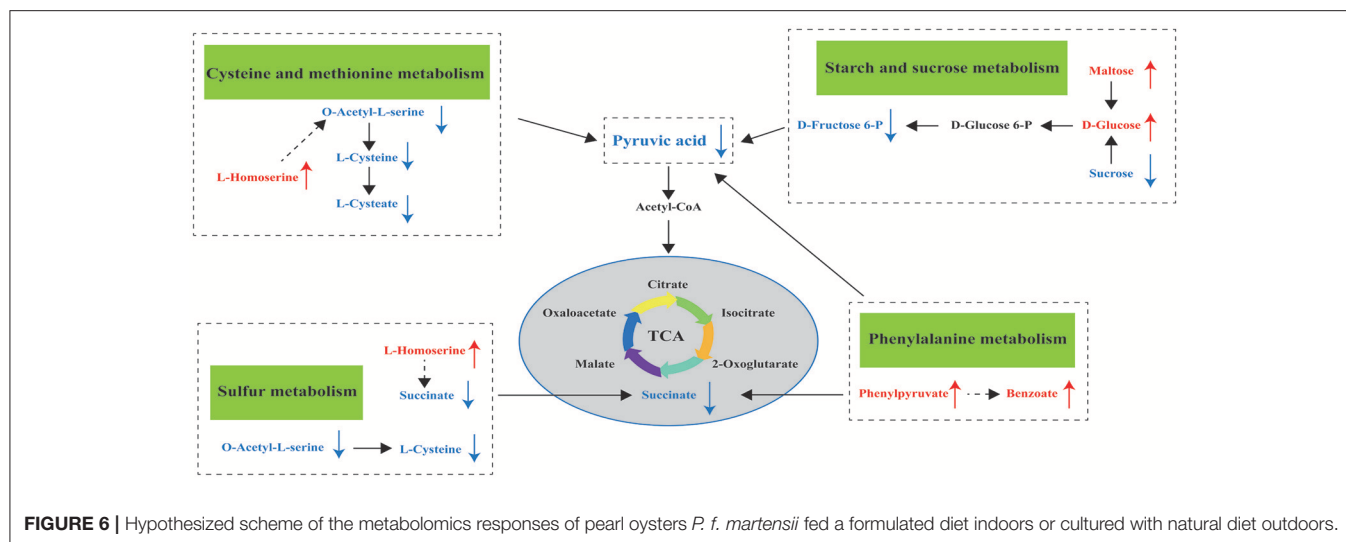 Cysteine and methionine metabolism
O-Acetyl-L-serine
L-Cysteine
L-Homoserine
L-Cysteate
Pyruvic acid
Acetyl-CoA
Starch and sucrose metabolism
Maltose
D-Fructose 6-P
D-Glucose 6-P
D-Glucose
Sucrose
Citrate
Oxaloacetate
Isocitrate
TCA
Malate
2-Oxoglutarate
Succinate
Sulfur metabolism
L-Homoserine
Succinate
O-Acetyl-L-serine
L-Cysteine
Phenylalanine metabolism
Phenylpyruvate
Benzoate
FIGURE 6 | Hypothesized scheme of the metabolomics responses of pearl oysters P. f. martensii fed a formulated diet indoors or cultured with natural diet outdoors.